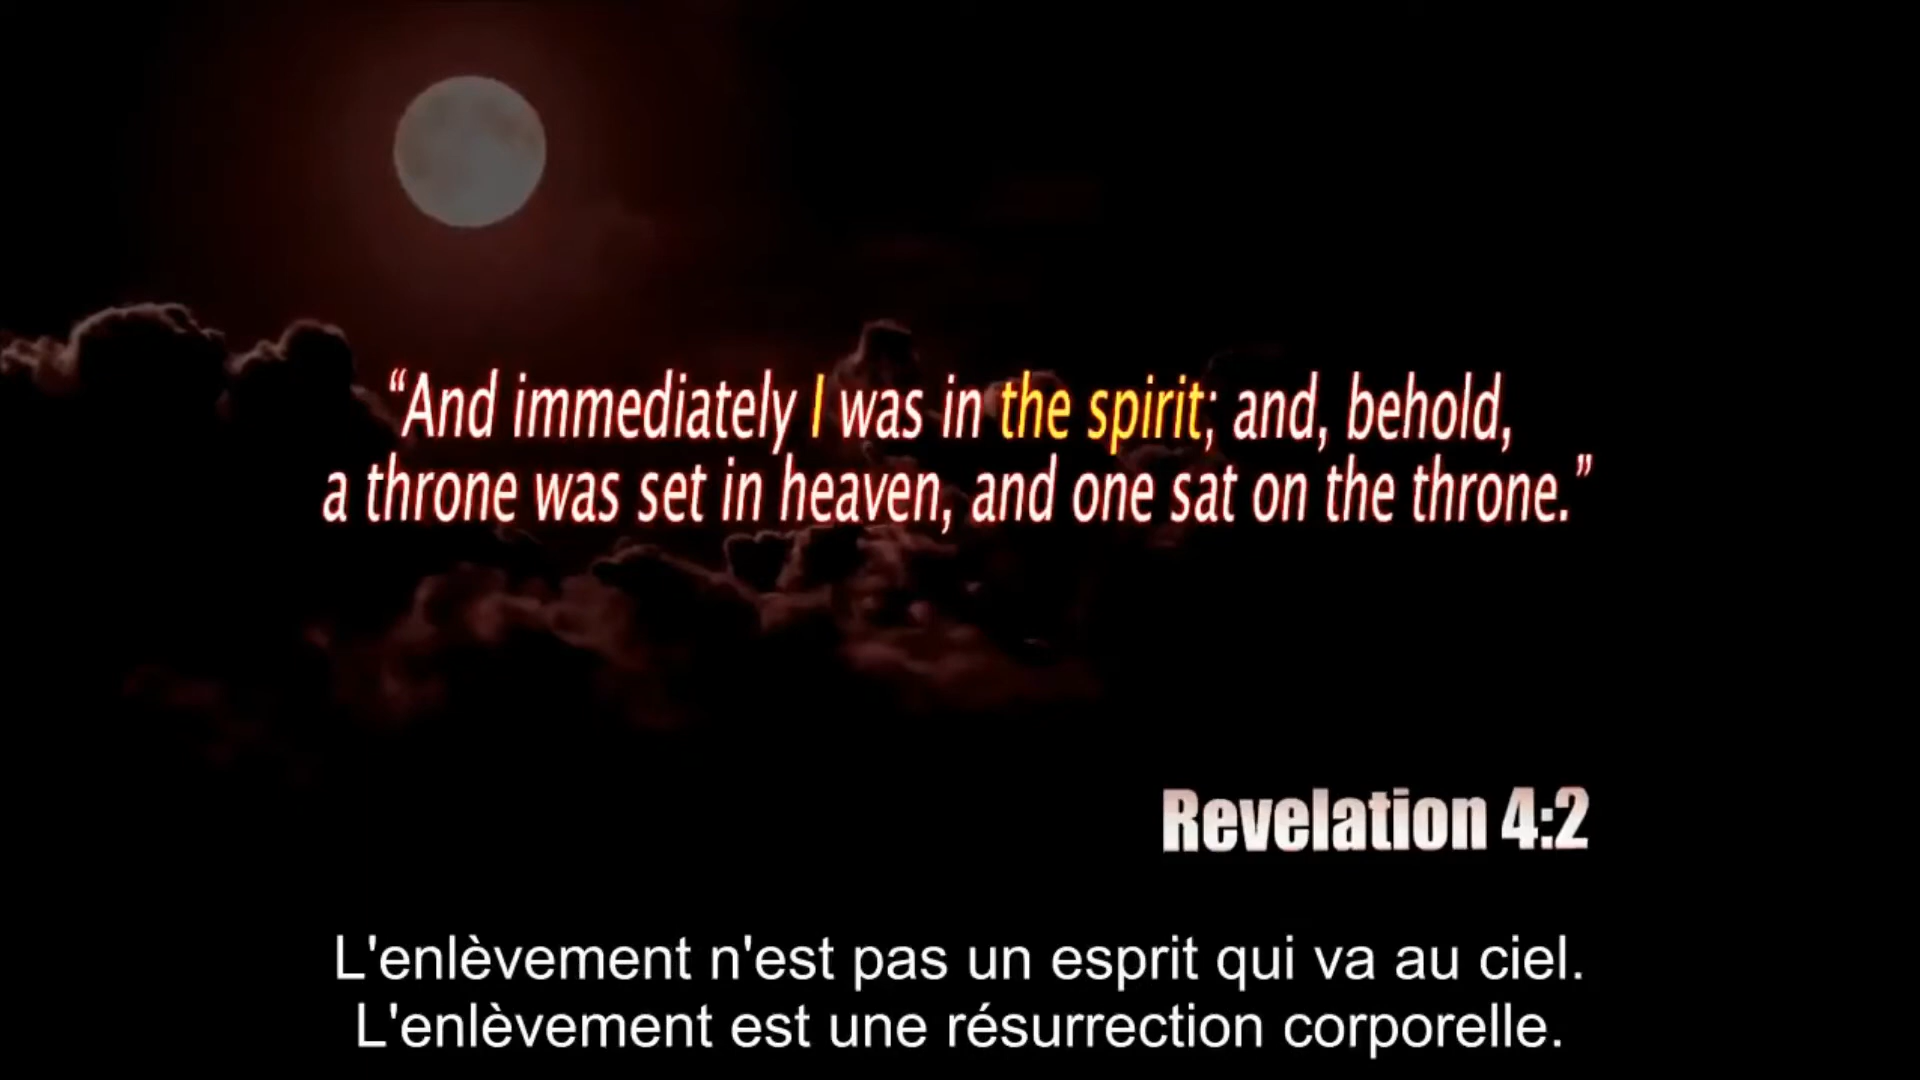 “And immediately I was in the spirit; and, behold,
a throne was set in heaven, and one sat on the throne.”
Revelation 4:2
L'enlèvement n'est pas un esprit qui va au ciel.
L'enlèvement est une résurrection corporelle.